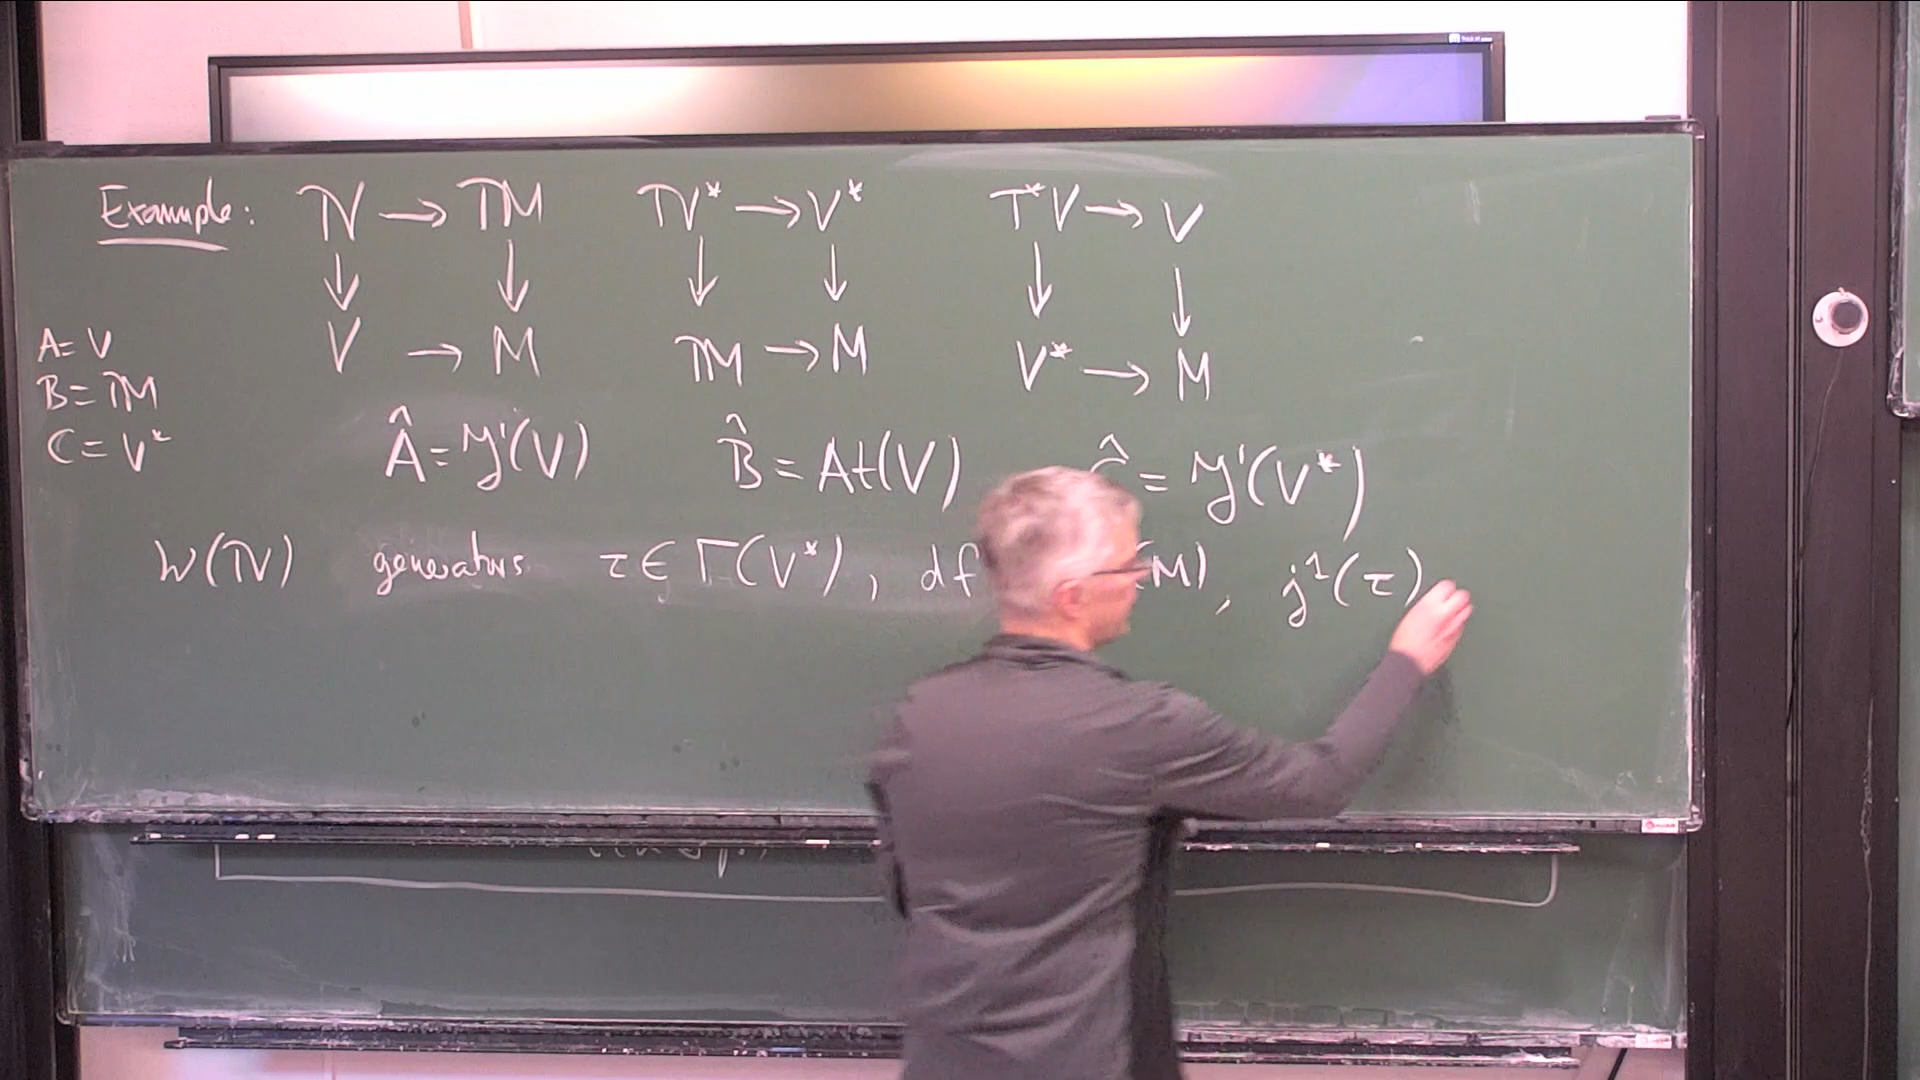 Example: TV → TM TV* → V* T*V → V
↓ ↓ ↓ ↓ ↓ ↓
V → M TM → M V* → M
A = V
B = TM
C = V*
Â = J¹(V) B̂ = At(V) Ĉ = J¹(V*)
W(TV) generators τ ∈ Γ(V*), df (M), j¹(τ)